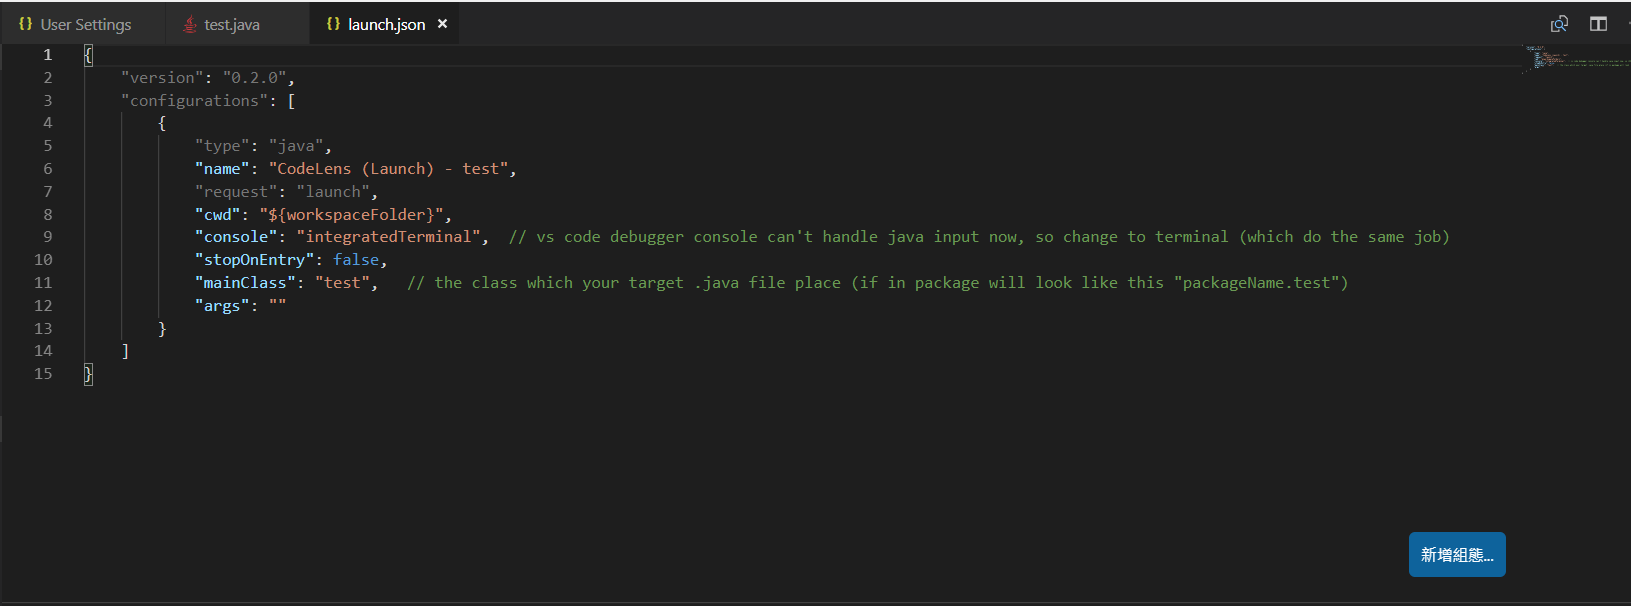 {} User Settings test.java {} launch.json ×
1 {
2 "version": "0.2.0",
3 "configurations": [
4 {
5 "type": "java",
6 "name": "CodeLens (Launch) - test",
7 "request": "launch",
8 "cwd": "${workspaceFolder}",
9 "console": "integratedTerminal",  // vs code debugger console can't handle java input now, so change to terminal (which do the same job)
10 "stopOnEntry": false,
11 "mainClass": "test",   // the class which your target .java file place (if in package will look like this "packageName.test")
12 "args": ""
13 }
14 ]
15 }
新增組態...